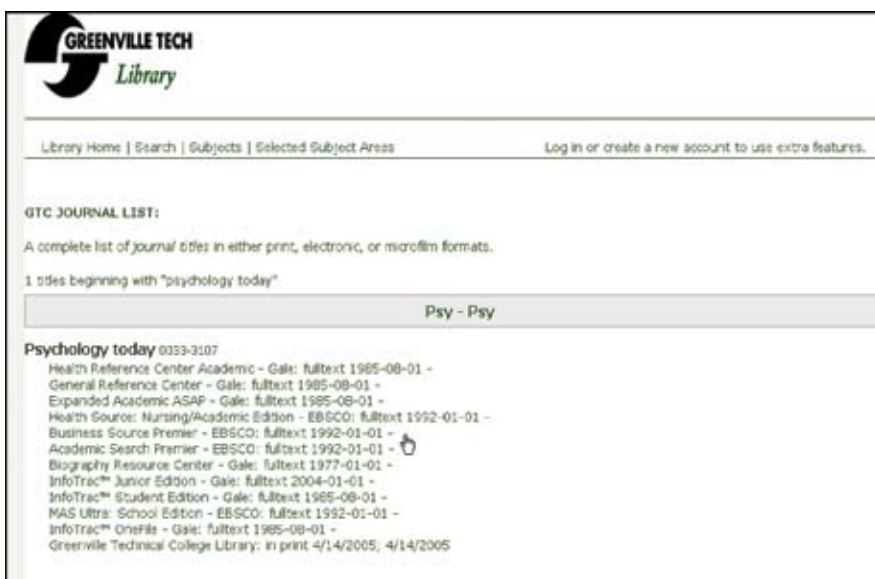 GREENVILLE TECH
Library
Library Home | Search | Subjects | Selected Subject Areas Log in or create a new account to use extra features.
GTC JOURNAL LIST:
A complete list of journal titles in either print, electronic, or microfilm formats.
1 titles beginning with "psychology today"
Psy - Psy
Psychology today 0033-3107
Health Reference Center Academic - Gale: fulltext 1985-08-01 -
General Reference Center - Gale: fulltext 1985-08-01 -
Expanded Academic ASAP - Gale: fulltext 1985-08-01 -
Health Source: Nursing/Academic Edition - EBSCO: fulltext 1992-01-01 -
Business Source Premier - EBSCO: fulltext 1992-01-01 -
Academic Search Premier - EBSCO: fulltext 1992-01-01 -
Biography Resource Center - Gale: fulltext 1977-01-01 -
InfoTrac™ Junior Edition - Gale: fulltext 2004-01-01 -
InfoTrac™ Student Edition - Gale: fulltext 1985-08-01 -
MAS Ultra: School Edition - EBSCO: fulltext 1992-01-01 -
InfoTrac™ OneFile - Gale: fulltext 1985-08-01 -
Greenville Technical College Library: in print 4/14/2005; 4/14/2005